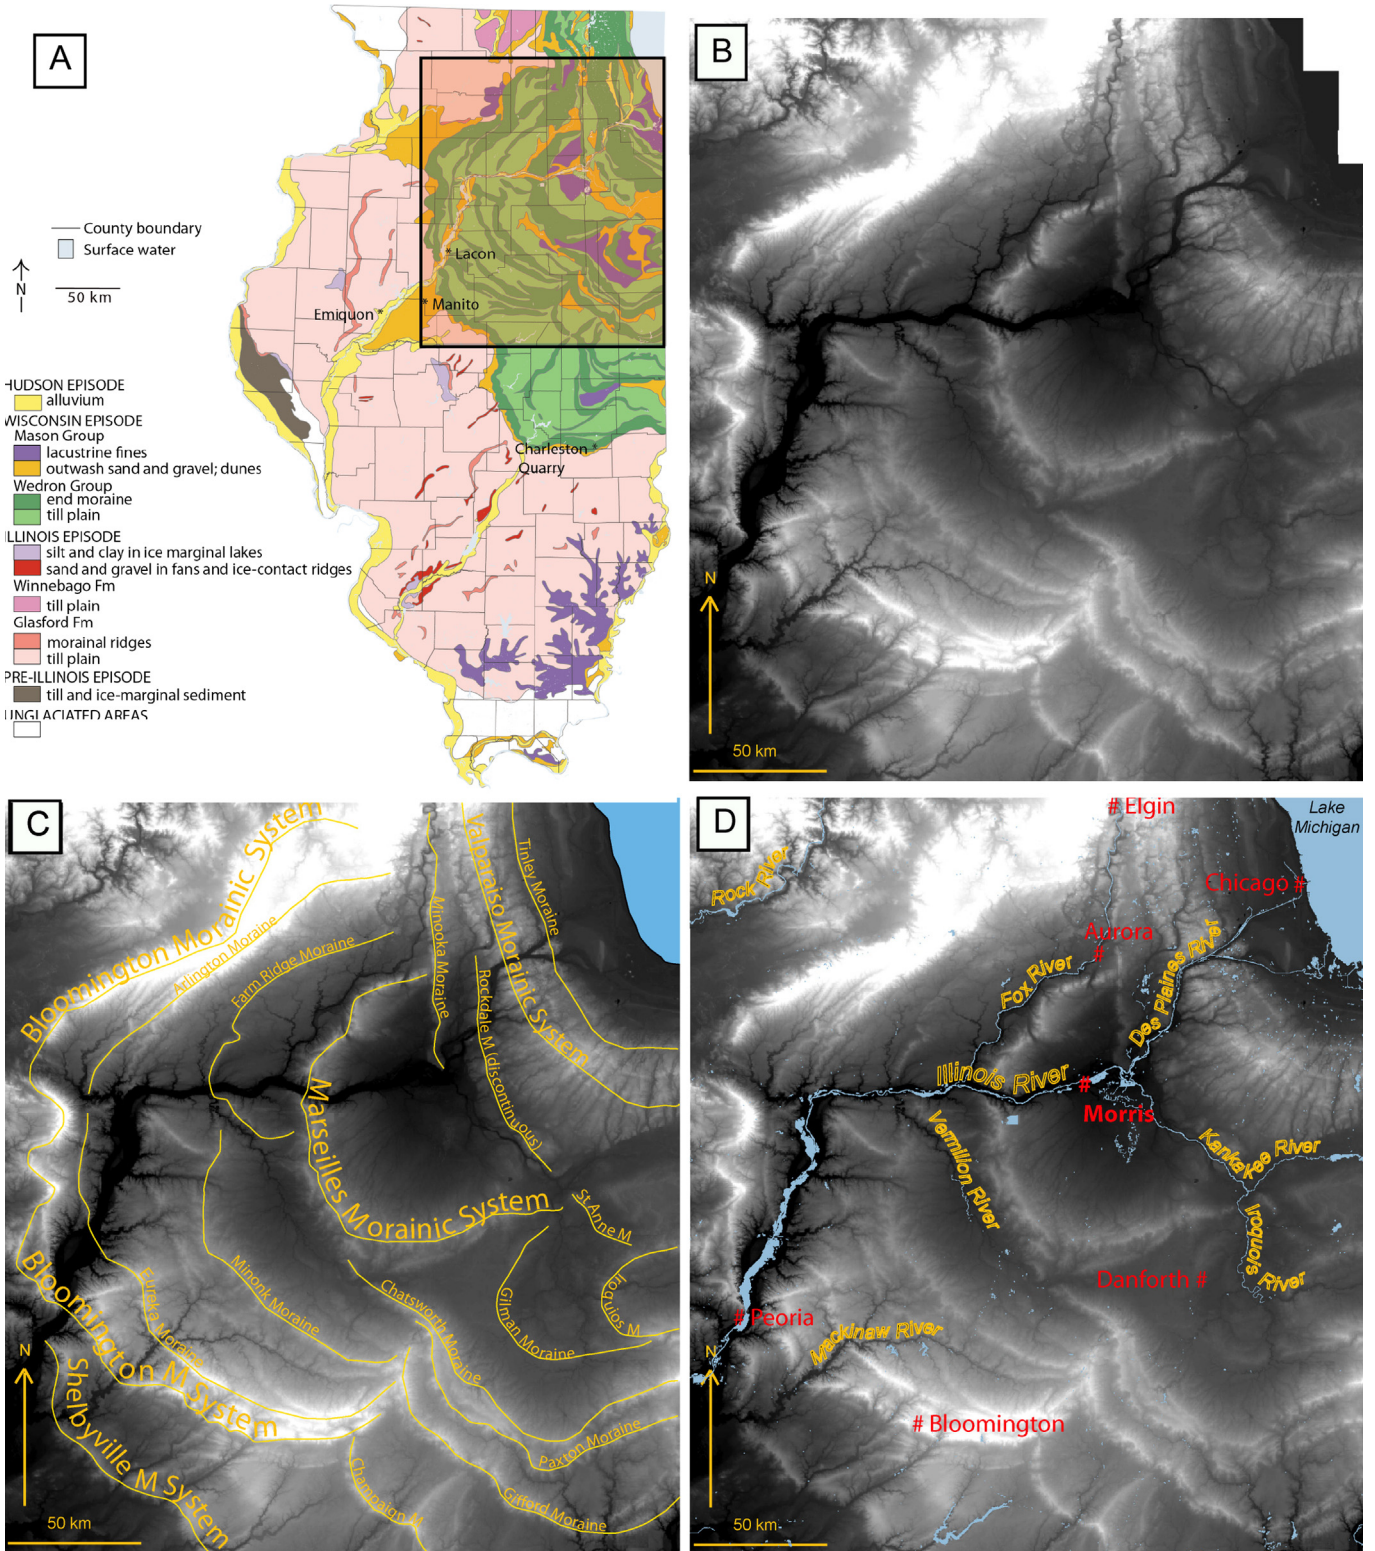 A
County boundary
Surface water
N
50 km
* Lacon
* Manito
Emiquon *
Charleston *
Quarry
HUDSON EPISODE
alluvium
WISCONSIN EPISODE
Mason Group
lacustrine fines
outwash sand and gravel; dunes
Wedron Group
end moraine
till plain
ILLINOIS EPISODE
silt and clay in ice marginal lakes
sand and gravel in fans and ice-contact ridges
Winnebago Fm
till plain
Glasford Fm
morainal ridges
till plain
PRE-ILLINOIS EPISODE
till and ice-marginal sediment
UNGLACIATED AREAS
B
N
50 km
C
Bloomington Morainic System
Arlington Moraine
Farm Ridge Moraine
Minooka Moraine
Valparaiso Morainic System
Tinley Moraine
Rockdale M (discontinuous)
Marseilles Morainic System
St Anne M
Iroquois M
Gilman Moraine
Chatsworth Moraine
Minonk Moraine
Eureka Moraine
Bloomington M System
Shelbyville M System
Paxton Moraine
Gifford Moraine
Champaign M
N
50 km
D
# Elgin
Lake
Michigan
Rock River
Chicago #
Aurora
#
Fox River
Des Plaines River
Illinois River
#
Morris
Vermilion River
Kankakee River
Iroquois River
Danforth #
# Peoria
Mackinaw River
# Bloomington
N
50 km